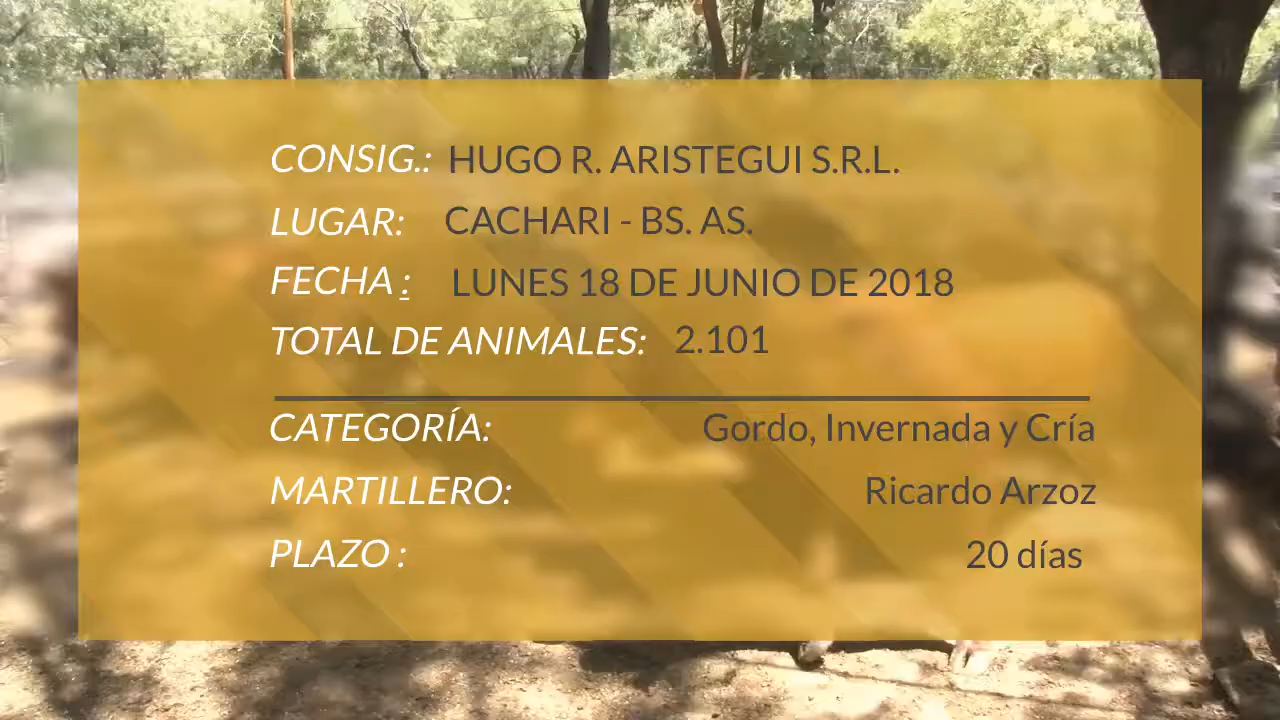 CONSIG.: HUGO R. ARISTEGUI S.R.L.
LUGAR: CACHARI - BS. AS.
FECHA : LUNES 18 DE JUNIO DE 2018
TOTAL DE ANIMALES: 2.101
CATEGORÍA: Gordo, Invernada y Cría
MARTILLERO: Ricardo Arzoz
PLAZO : 20 días